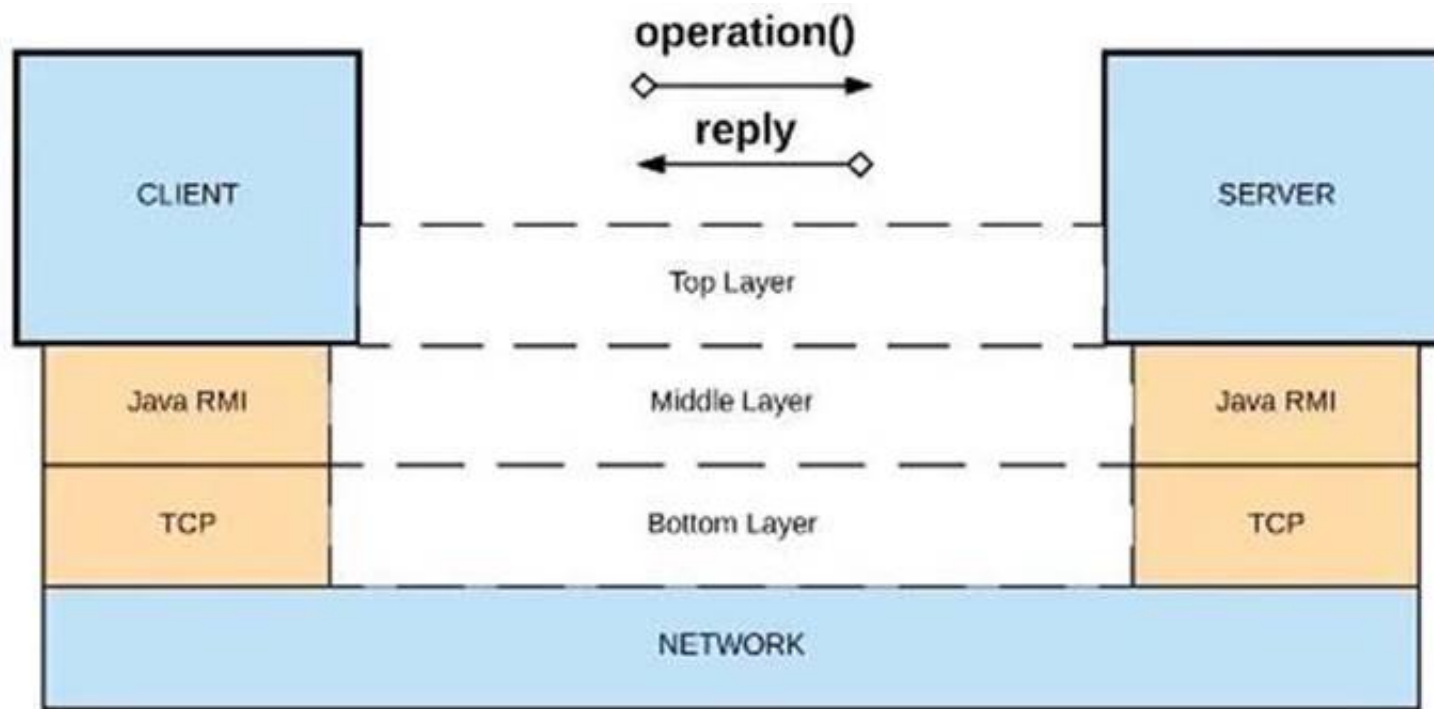 operation()
reply
CLIENT
SERVER
Top Layer
Java RMI
Middle Layer
Java RMI
TCP
Bottom Layer
TCP
NETWORK